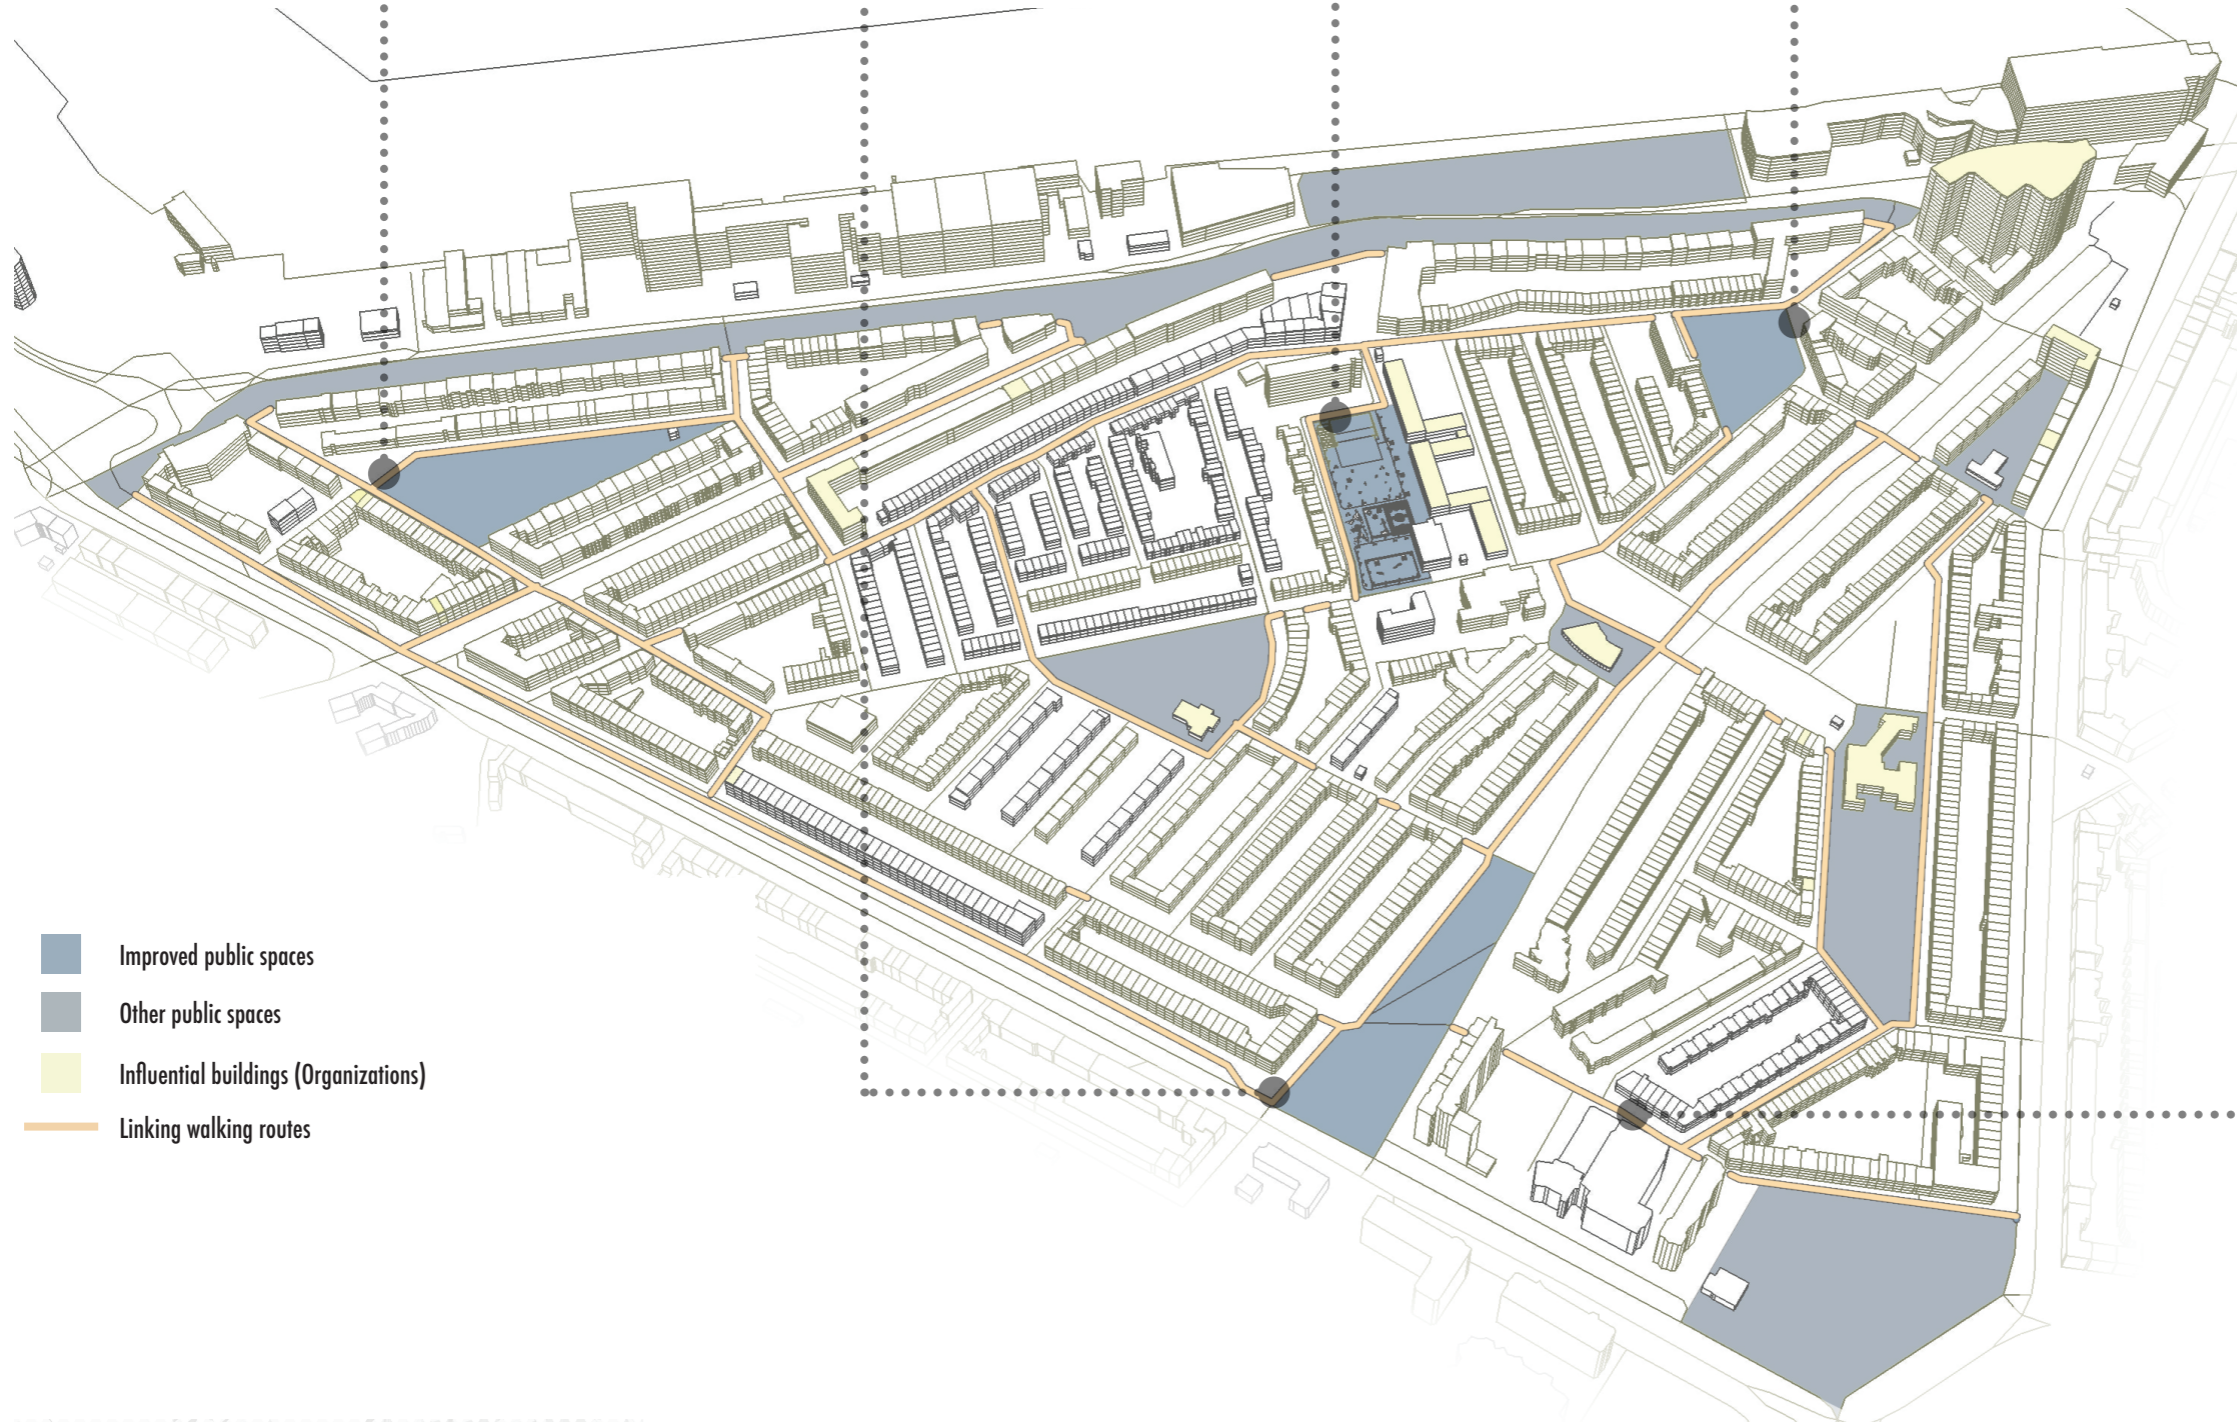 Improved public spaces
Other public spaces
Influential buildings (Organizations)
Linking walking routes